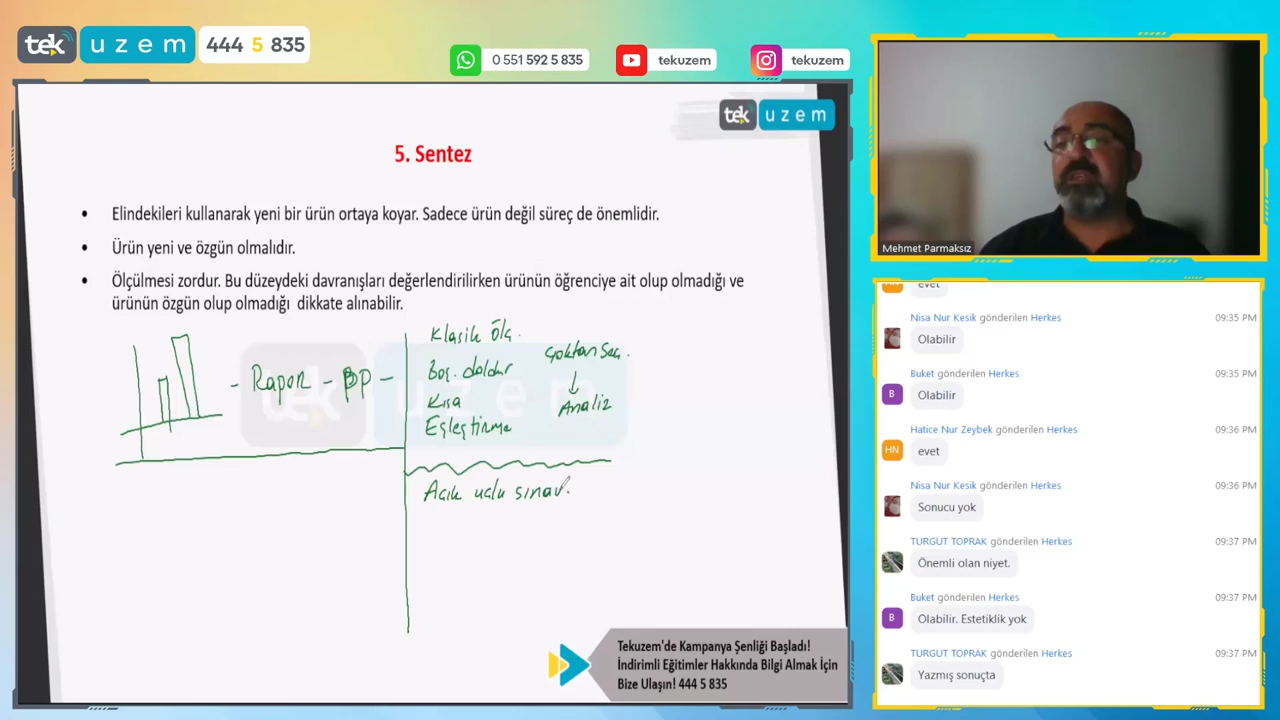 tek uzem 444 5 835
0 551 592 5 835
tekuzem
tekuzem
tek uzem
5. Sentez
• Elindekileri kullanarak yeni bir ürün ortaya koyar. Sadece ürün değil süreç de önemlidir.
• Ürün yeni ve özgün olmalıdır.
• Ölçülmesi zordur. Bu düzeydeki davranışları değerlendirilirken ürünün öğrenciye ait olup olmadığı ve
ürünün özgün olup olmadığı dikkate alınabilir.
- Rapor - PP -
Klasik Ölç.
Boş. doldur
Kısa
Eşleştirme
Çoktan Seç.
Analiz
Açık uçlu sınav.
tek uzem
Tekuzem'de Kampanya Şenliği Başladı!
İndirimli Eğitimler Hakkında Bilgi Almak İçin
Bize Ulaşın! 444 5 835
Mehmet Parmaksız
evet
Nisa Nur Kesik gönderilen Herkes 09:35 PM
Olabilir
Buket gönderilen Herkes 09:35 PM
B
Olabilir
Hatice Nur Zeybek gönderilen Herkes 09:36 PM
HN
evet
Nisa Nur Kesik gönderilen Herkes 09:36 PM
Sonucu yok
TURGUT TOPRAK gönderilen Herkes 09:37 PM
Önemli olan niyet.
Buket gönderilen Herkes 09:37 PM
B
Olabilir. Estetiklik yok
TURGUT TOPRAK gönderilen Herkes 09:37 PM
Yazmış sonuçta